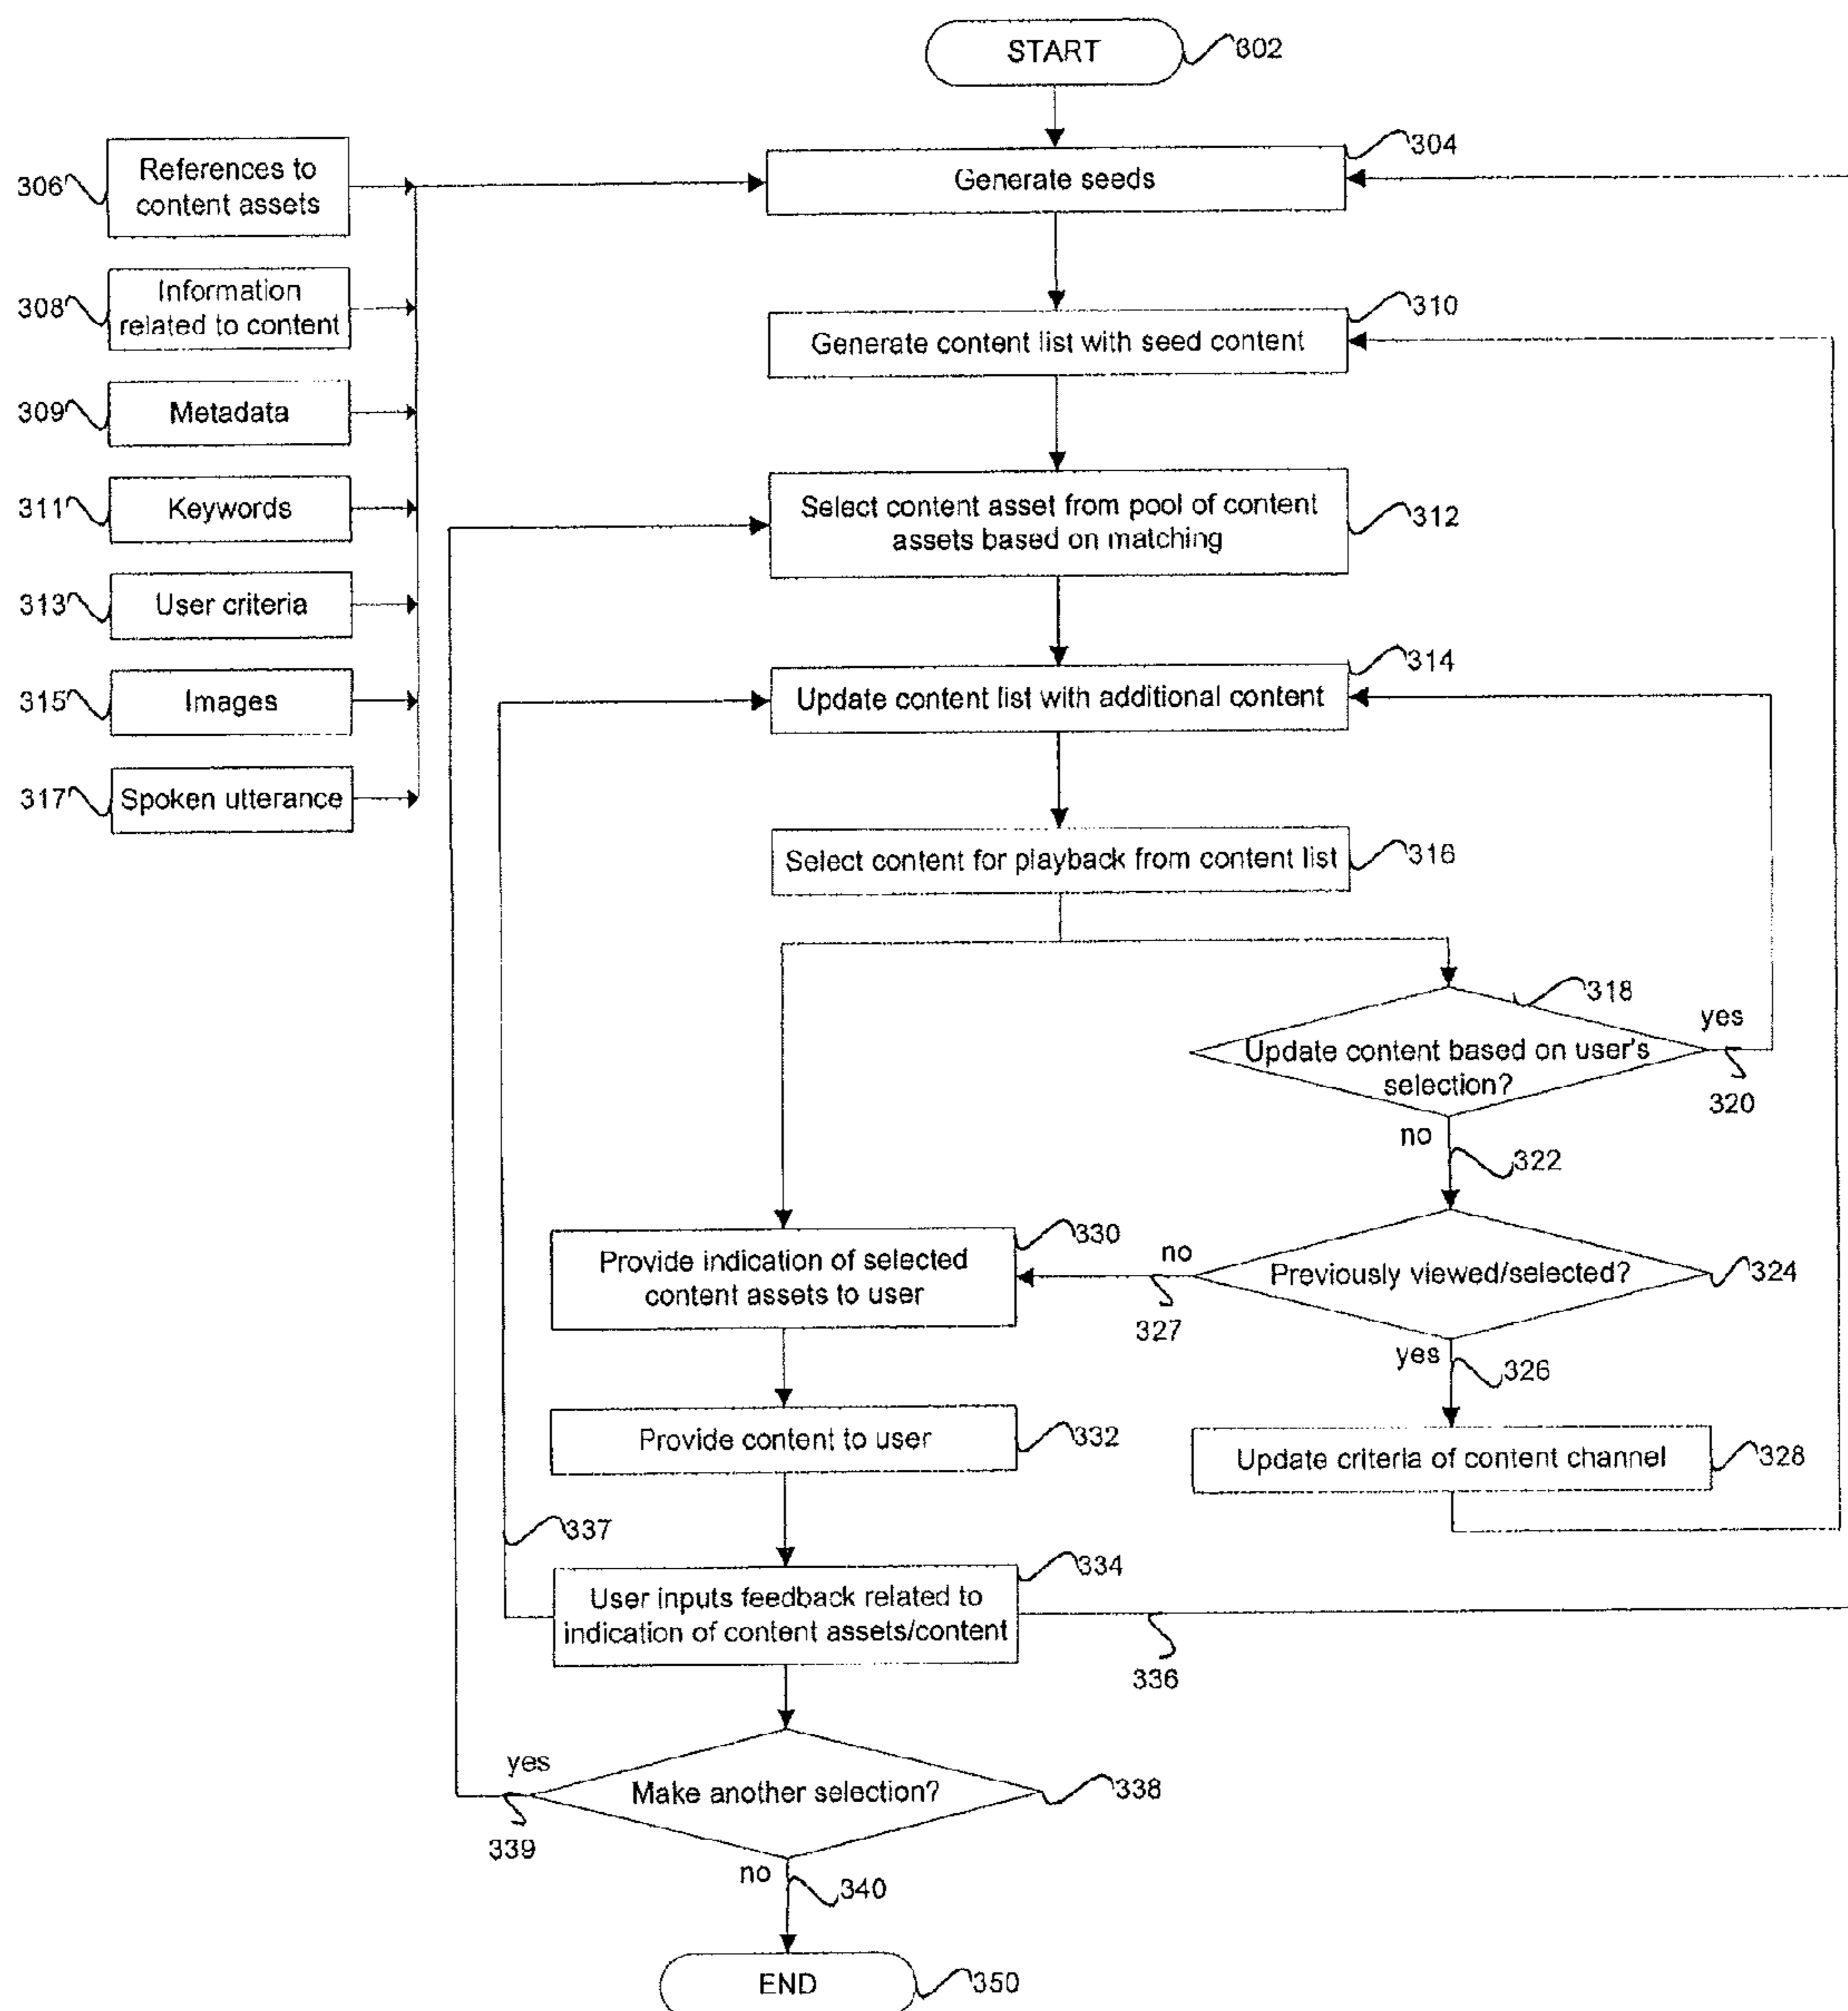 START
302
304
References to
content assets
306
Generate seeds
Information
related to content
308
310
Generate content list with seed content
Metadata
309
Keywords
311
Select content asset from pool of content
assets based on matching
312
User criteria
313
314
Update content list with additional content
Images
315
Spoken utterance
317
Select content for playback from content list
316
318
yes
Update content based on user's
selection?
320
no
322
330
Provide indication of selected
content assets to user
no
327
Previously viewed/selected?
324
yes
326
Provide content to user
332
Update criteria of content channel
328
337
334
User inputs feedback related to
indication of content assets/content
336
yes
Make another selection?
338
339
no
340
END
350